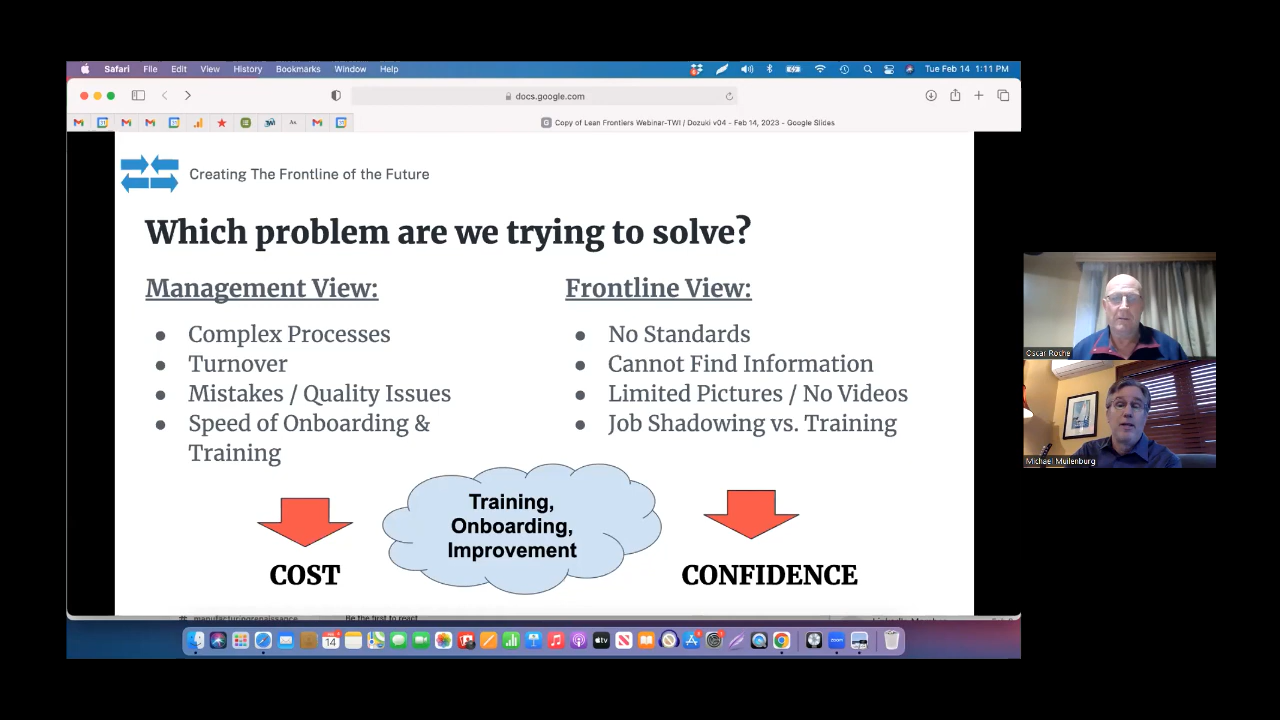 Safari File Edit View History Bookmarks Window Help
Tue Feb 14 1:11 PM
docs.google.com
Copy of Lean Frontiers Webinar-TWI / Dozuki v04 - Feb 14, 2023 - Google Slides
Creating The Frontline of the Future
Which problem are we trying to solve?
Management View:
• Complex Processes
• Turnover
• Mistakes / Quality Issues
• Speed of Onboarding &
Training
COST
Frontline View:
• No Standards
• Cannot Find Information
• Limited Pictures / No Videos
• Job Shadowing vs. Training
CONFIDENCE
Training,
Onboarding,
Improvement
Oscar Roche
Michael Muilenburg
# manufacturingrenaissance
Be the first to react
14